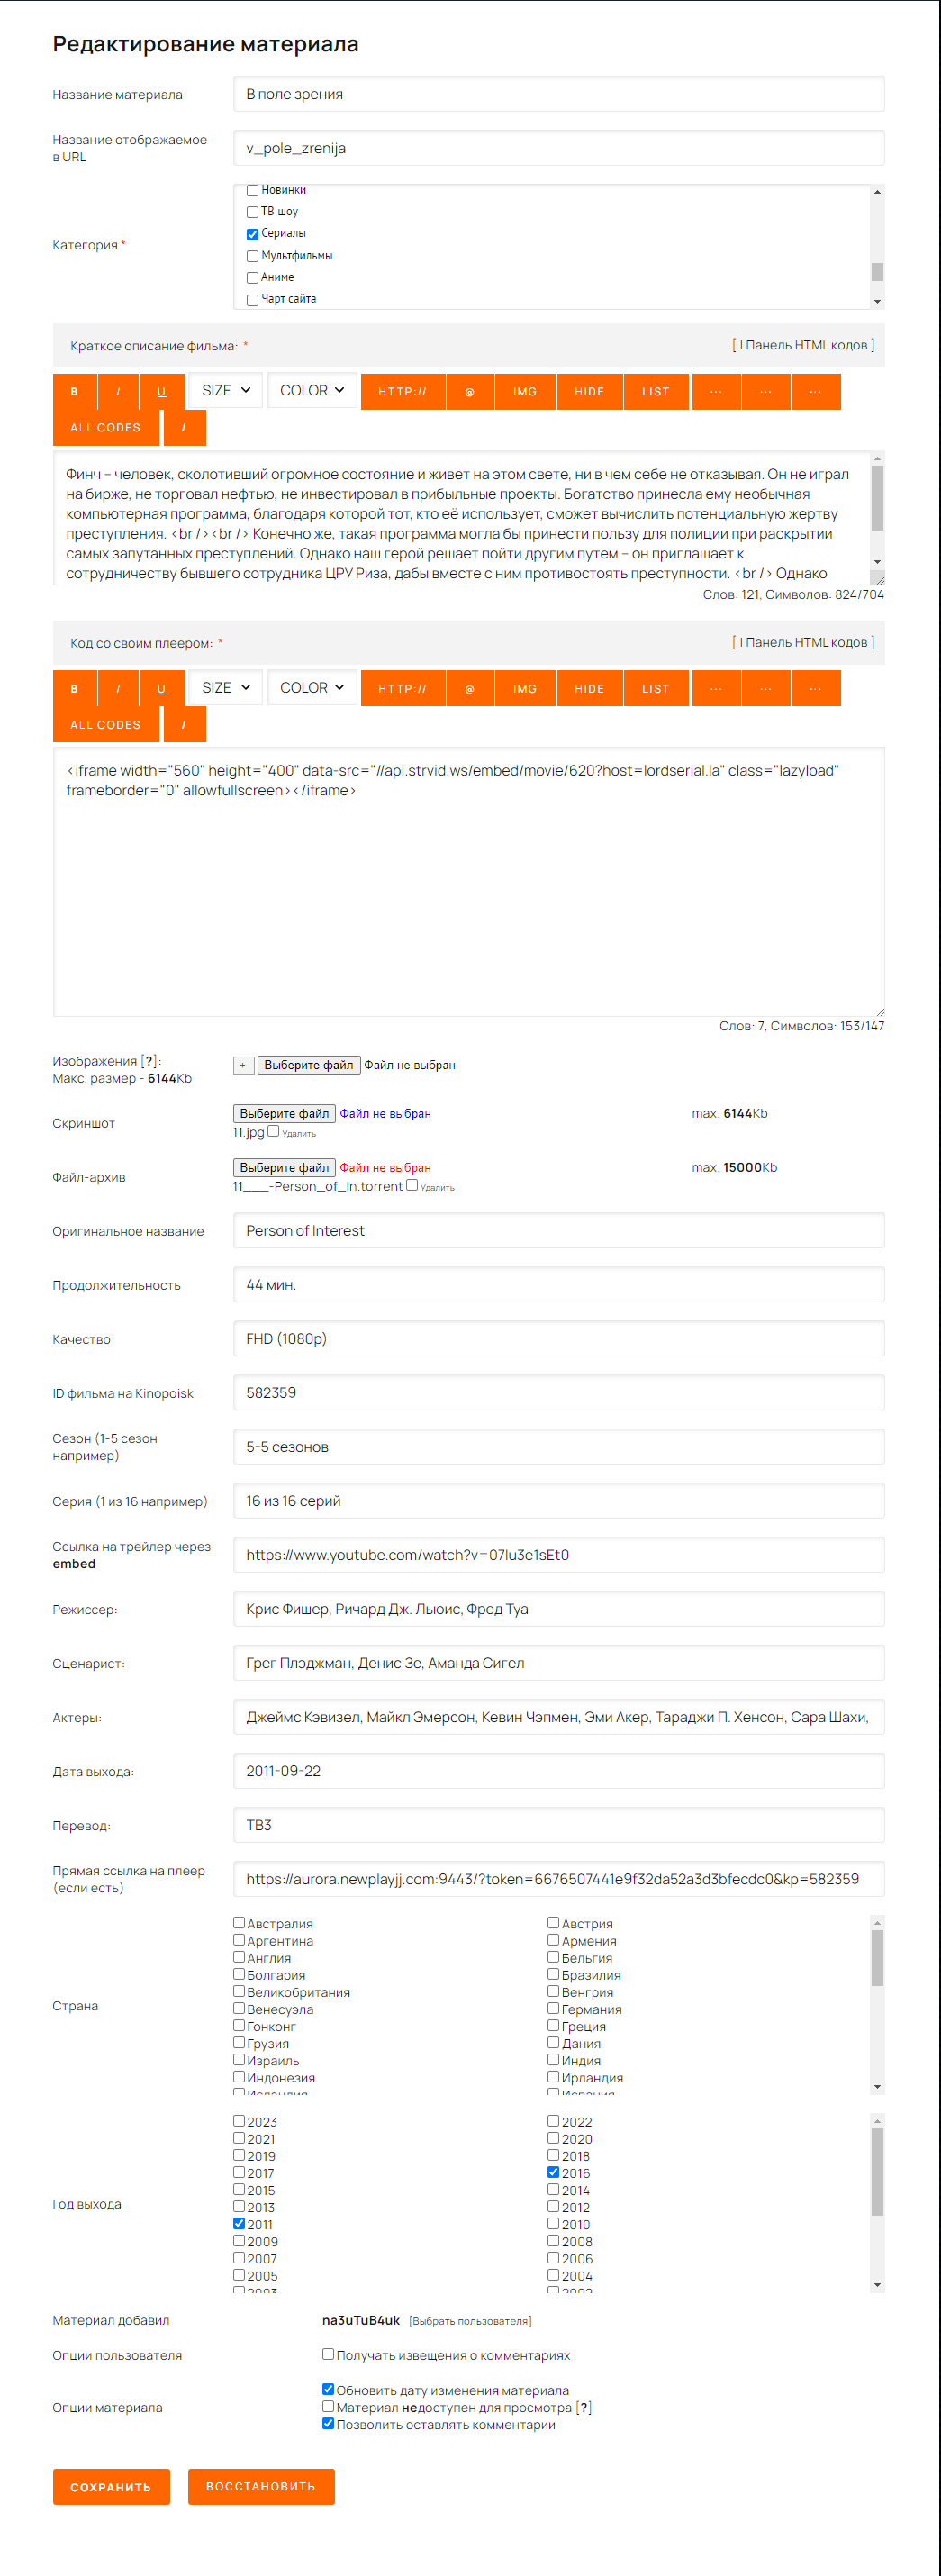 Редактирование материала
Название материала
В поле зрения
Название отображаемое
в URL
v_pole_zrenija
Категория *
Новинки
ТВ шоу
Сериалы
Мультфильмы
Аниме
Чарт сайта
Краткое описание фильма: *
[ | Панель HTML кодов ]
B / U SIZE COLOR HTTP:// @ IMG HIDE LIST ... ... ...
ALL CODES /
Финч – человек, сколотивший огромное состояние и живет на этом свете, ни в чем себе не отказывая. Он не играл
на бирже, не торговал нефтью, не инвестировал в прибыльные проекты. Богатство принесла ему необычная
компьютерная программа, благодаря которой тот, кто её использует, сможет вычислить потенциальную жертву
преступления. <br /><br /> Конечно же, такая программа могла бы принести пользу для полиции при раскрытии
самых запутанных преступлений. Однако наш герой решает пойти другим путем – он приглашает к
сотрудничеству бывшего сотрудника ЦРУ Риза, дабы вместе с ним противостоять преступности. <br /> Однако
Слов: 121, Символов: 824/704
Код со своим плеером: *
[ | Панель HTML кодов ]
B / U SIZE COLOR HTTP:// @ IMG HIDE LIST ... ... ...
ALL CODES /
<iframe width="560" height="400" data-src="//api.strvid.ws/embed/movie/620?host=lordserial.la" class="lazyload"
frameborder="0" allowfullscreen></iframe>
Слов: 7, Символов: 153/147
Изображения [?]:
Макс. размер - 6144Kb
+ Выберите файл Файл не выбран
Скриншот
Выберите файл Файл не выбран
max. 6144Kb
11.jpg Удалить
Файл-архив
Выберите файл Файл не выбран
max. 15000Kb
11___-Person_of_In.torrent Удалить
Оригинальное название
Person of Interest
Продолжительность
44 мин.
Качество
FHD (1080p)
ID фильма на Kinopoisk
582359
Сезон (1-5 сезон
например)
5-5 сезонов
Серия (1 из 16 например)
16 из 16 серий
Ссылка на трейлер через
embed
https://www.youtube.com/watch?v=07lu3e1sEt0
Режиссер:
Крис Фишер, Ричард Дж. Льюис, Фред Туа
Сценарист:
Грег Плэджман, Денис Зе, Аманда Сигел
Актеры:
Джеймс Кэвизел, Майкл Эмерсон, Кевин Чэпмен, Эми Акер, Тараджи П. Хенсон, Сара Шахи,
Дата выхода:
2011-09-22
Перевод:
ТВ3
Прямая ссылка на плеер
(если есть)
https://aurora.newplayjj.com:9443/?token=6676507441e9f32da52a3d3bfecdc0&kp=582359
Страна
Австралия Австрия
Аргентина Армения
Англия Бельгия
Болгария Бразилия
Великобритания Венгрия
Венесуэла Германия
Гонконг Греция
Грузия Дания
Израиль Индия
Индонезия Ирландия
Исландия Испания
Год выхода
2023 2022
2021 2020
2019 2018
2017 2016
2015 2014
2013 2012
2011 2010
2009 2008
2007 2006
2005 2004
2003 2002
Материал добавил
na3uTuB4uk [Выбрать пользователя]
Опции пользователя
Получать извещения о комментариях
Опции материала
Обновить дату изменения материала
Материал недоступен для просмотра [?]
Позволить оставлять комментарии
СОХРАНИТЬ ВОССТАНОВИТЬ